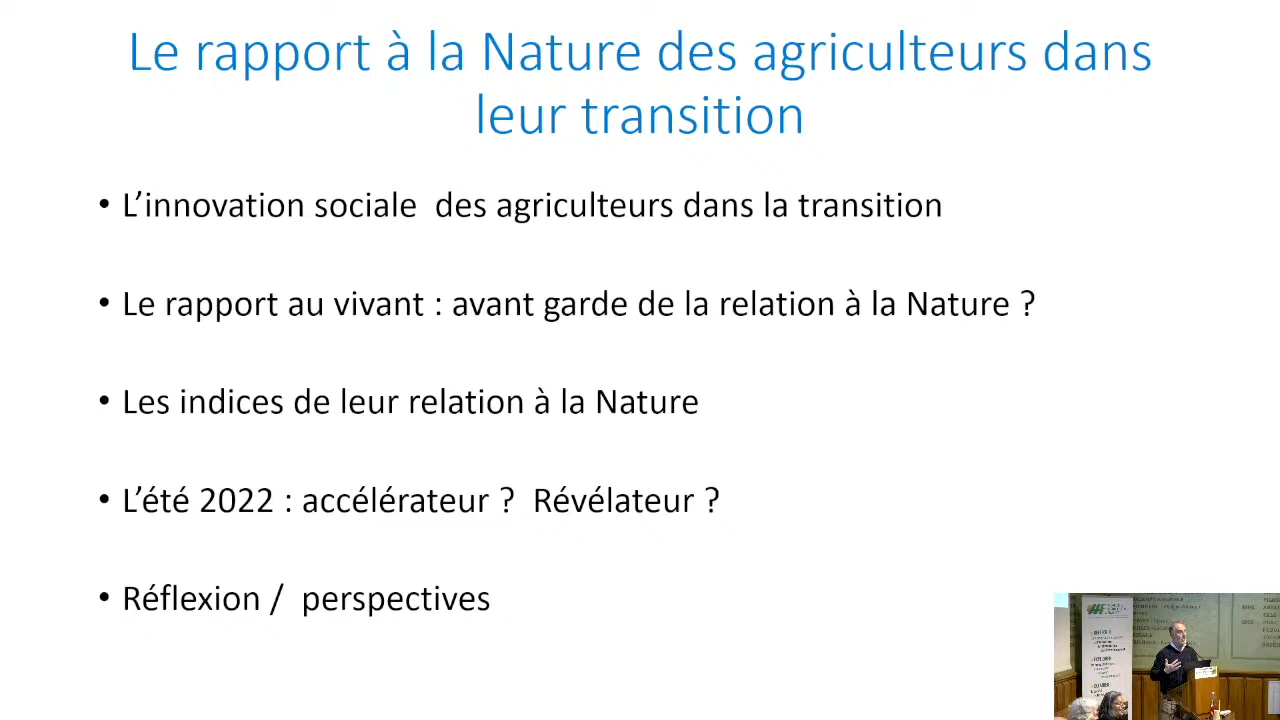 Le rapport à la Nature des agriculteurs dans
leur transition
• L’innovation sociale  des agriculteurs dans la transition
• Le rapport au vivant : avant garde de la relation à la Nature ?
• Les indices de leur relation à la Nature
• L’été 2022 : accélérateur ?  Révélateur ?
• Réflexion /  perspectives